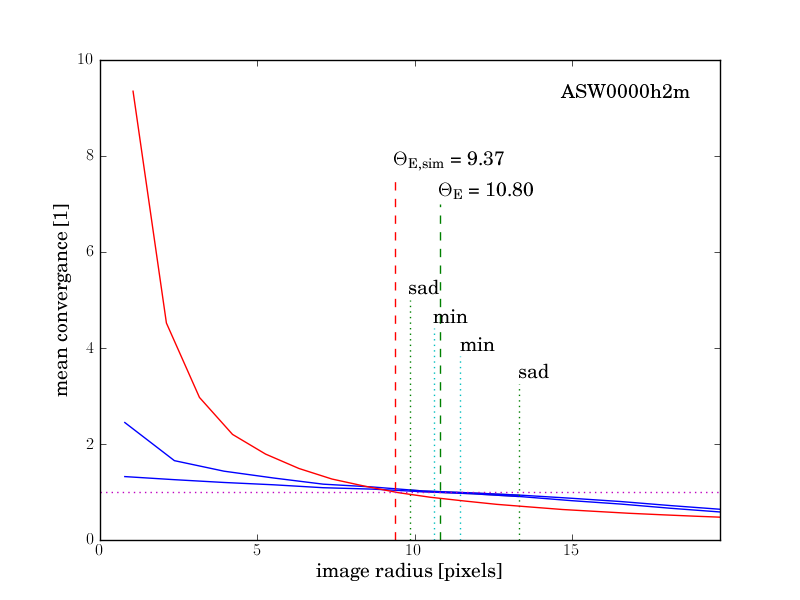 10
ASW0000h2m
8
Θ_E,sim = 9.37
Θ_E = 10.80
6
sad
min
4
min
sad
2
0
0 5 10 15
mean convergance [1]
image radius [pixels]